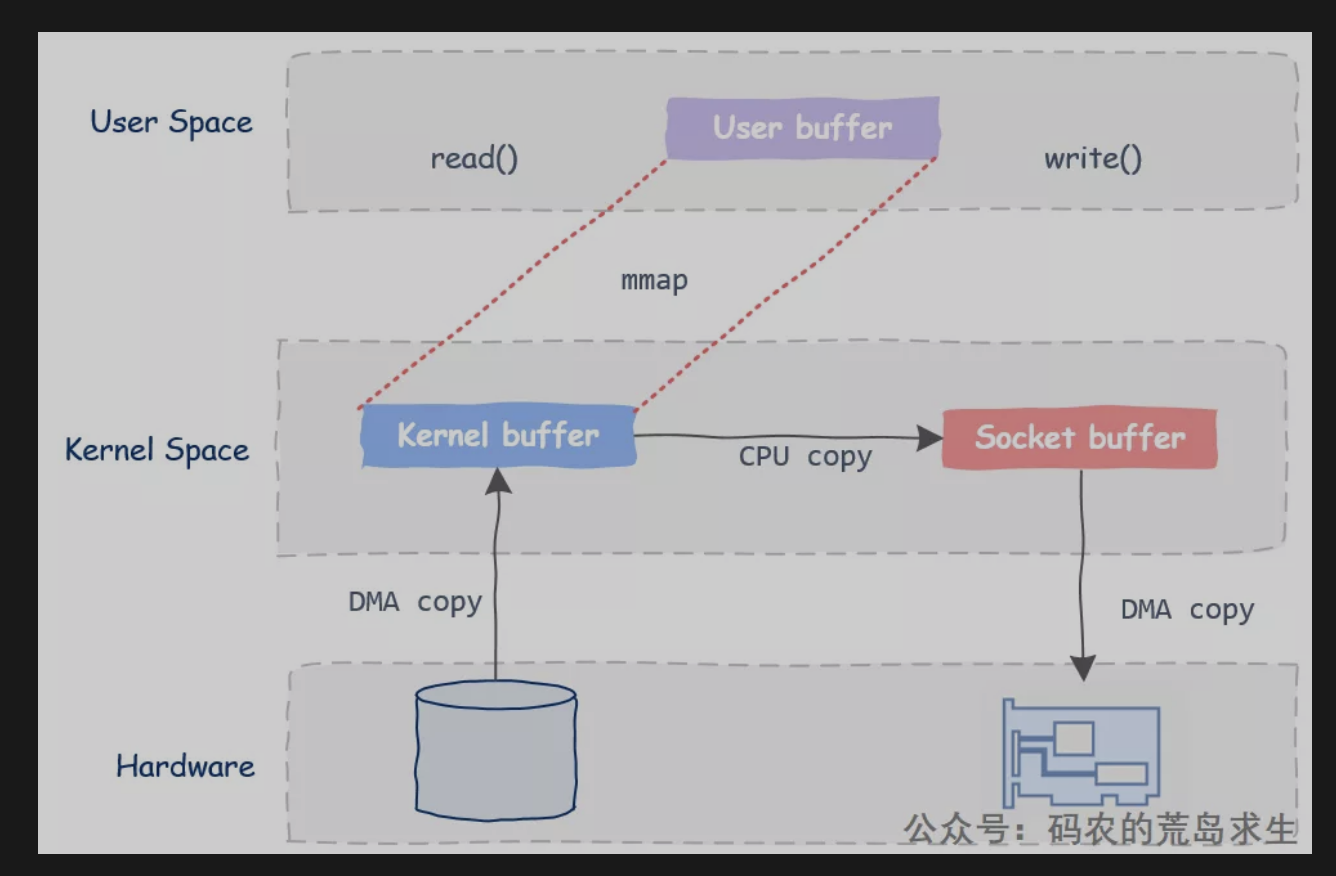 User Space
User buffer
read()
write()
mmap
Kernel Space
Kernel buffer
CPU copy
Socket buffer
DMA copy
DMA copy
Hardware
公众号：码农的荒岛求生